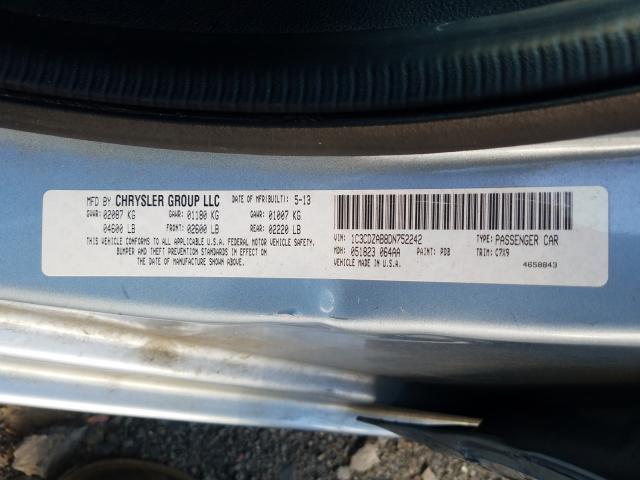 MFD BY CHRYSLER GROUP LLC DATE OF MFR(BUILT): 5-13
GVWR: 02087 KG GAWR: 01180 KG GAWR: 01007 KG
04600 LB FRONT: 02600 LB REAR: 02220 LB
THIS VEHICLE CONFORMS TO ALL APPLICABLE U.S.A. FEDERAL MOTOR VEHICLE SAFETY,
BUMPER AND THEFT PREVENTION STANDARDS IN EFFECT ON
THE DATE OF MANUFACTURE SHOWN ABOVE.
VIN: 1C3CDZAB8DN752242 TYPE: PASSENGER CAR
MDH: 051823 064AA PAINT: PDB TRIM: C7X9
VEHICLE MADE IN U.S.A. 4658843